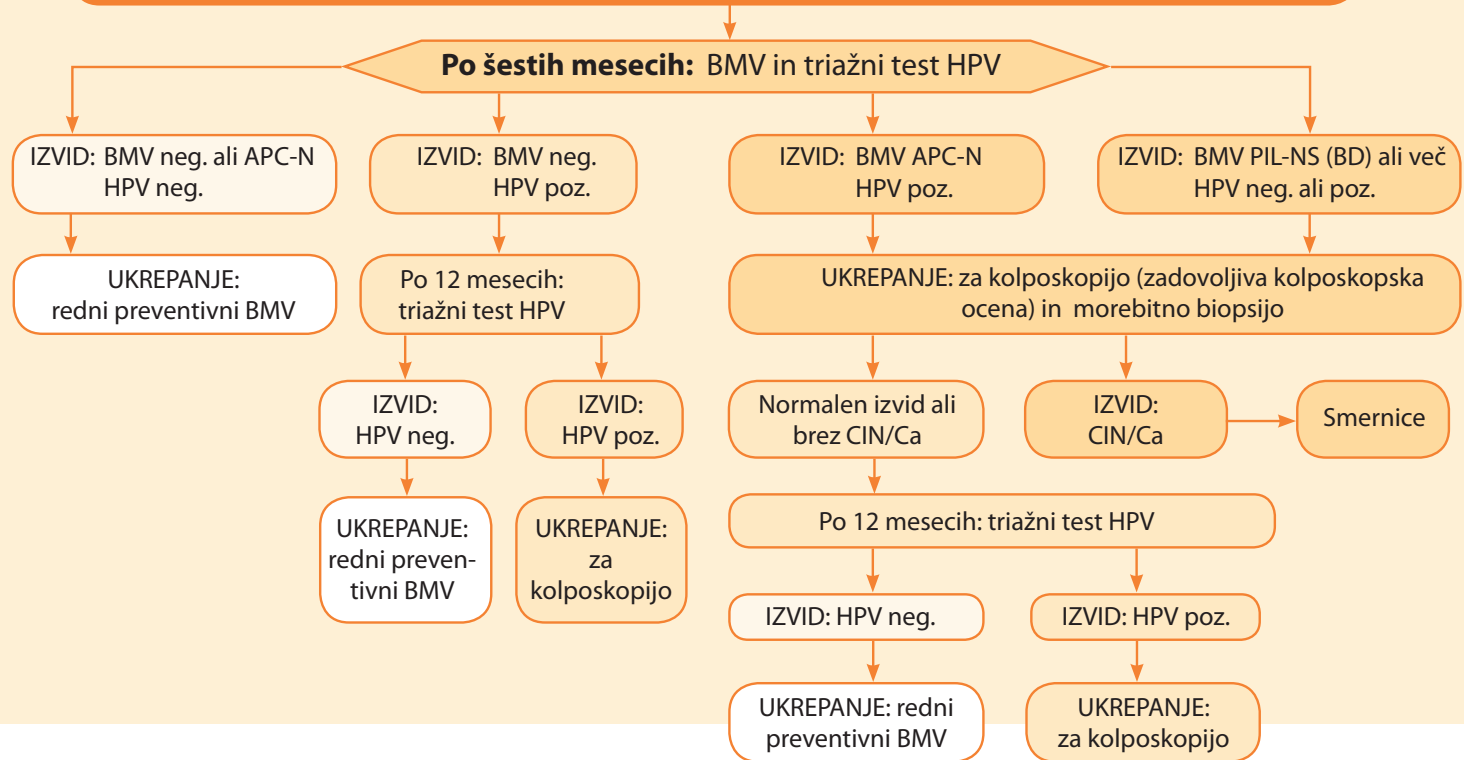 Po šestih mesecih: BMV in triažni test HPV
IZVID: BMV neg. ali APC-N
HPV neg.
IZVID: BMV neg.
HPV poz.
IZVID: BMV APC-N
HPV poz.
IZVID: BMV PIL-NS (BD) ali več
HPV neg. ali poz.
UKREPANJE:
redni preventivni BMV
Po 12 mesecih:
triažni test HPV
UKREPANJE: za kolposkopijo (zadovoljiva kolposkopska
ocena) in morebitno biopsijo
IZVID:
HPV neg.
IZVID:
HPV poz.
Normalen izvid ali
brez CIN/Ca
IZVID:
CIN/Ca
Smernice
UKREPANJE:
redni preven-
tivni BMV
UKREPANJE:
za
kolposkopijo
Po 12 mesecih: triažni test HPV
IZVID: HPV neg.
IZVID: HPV poz.
UKREPANJE: redni
preventivni BMV
UKREPANJE:
za kolposkopijo